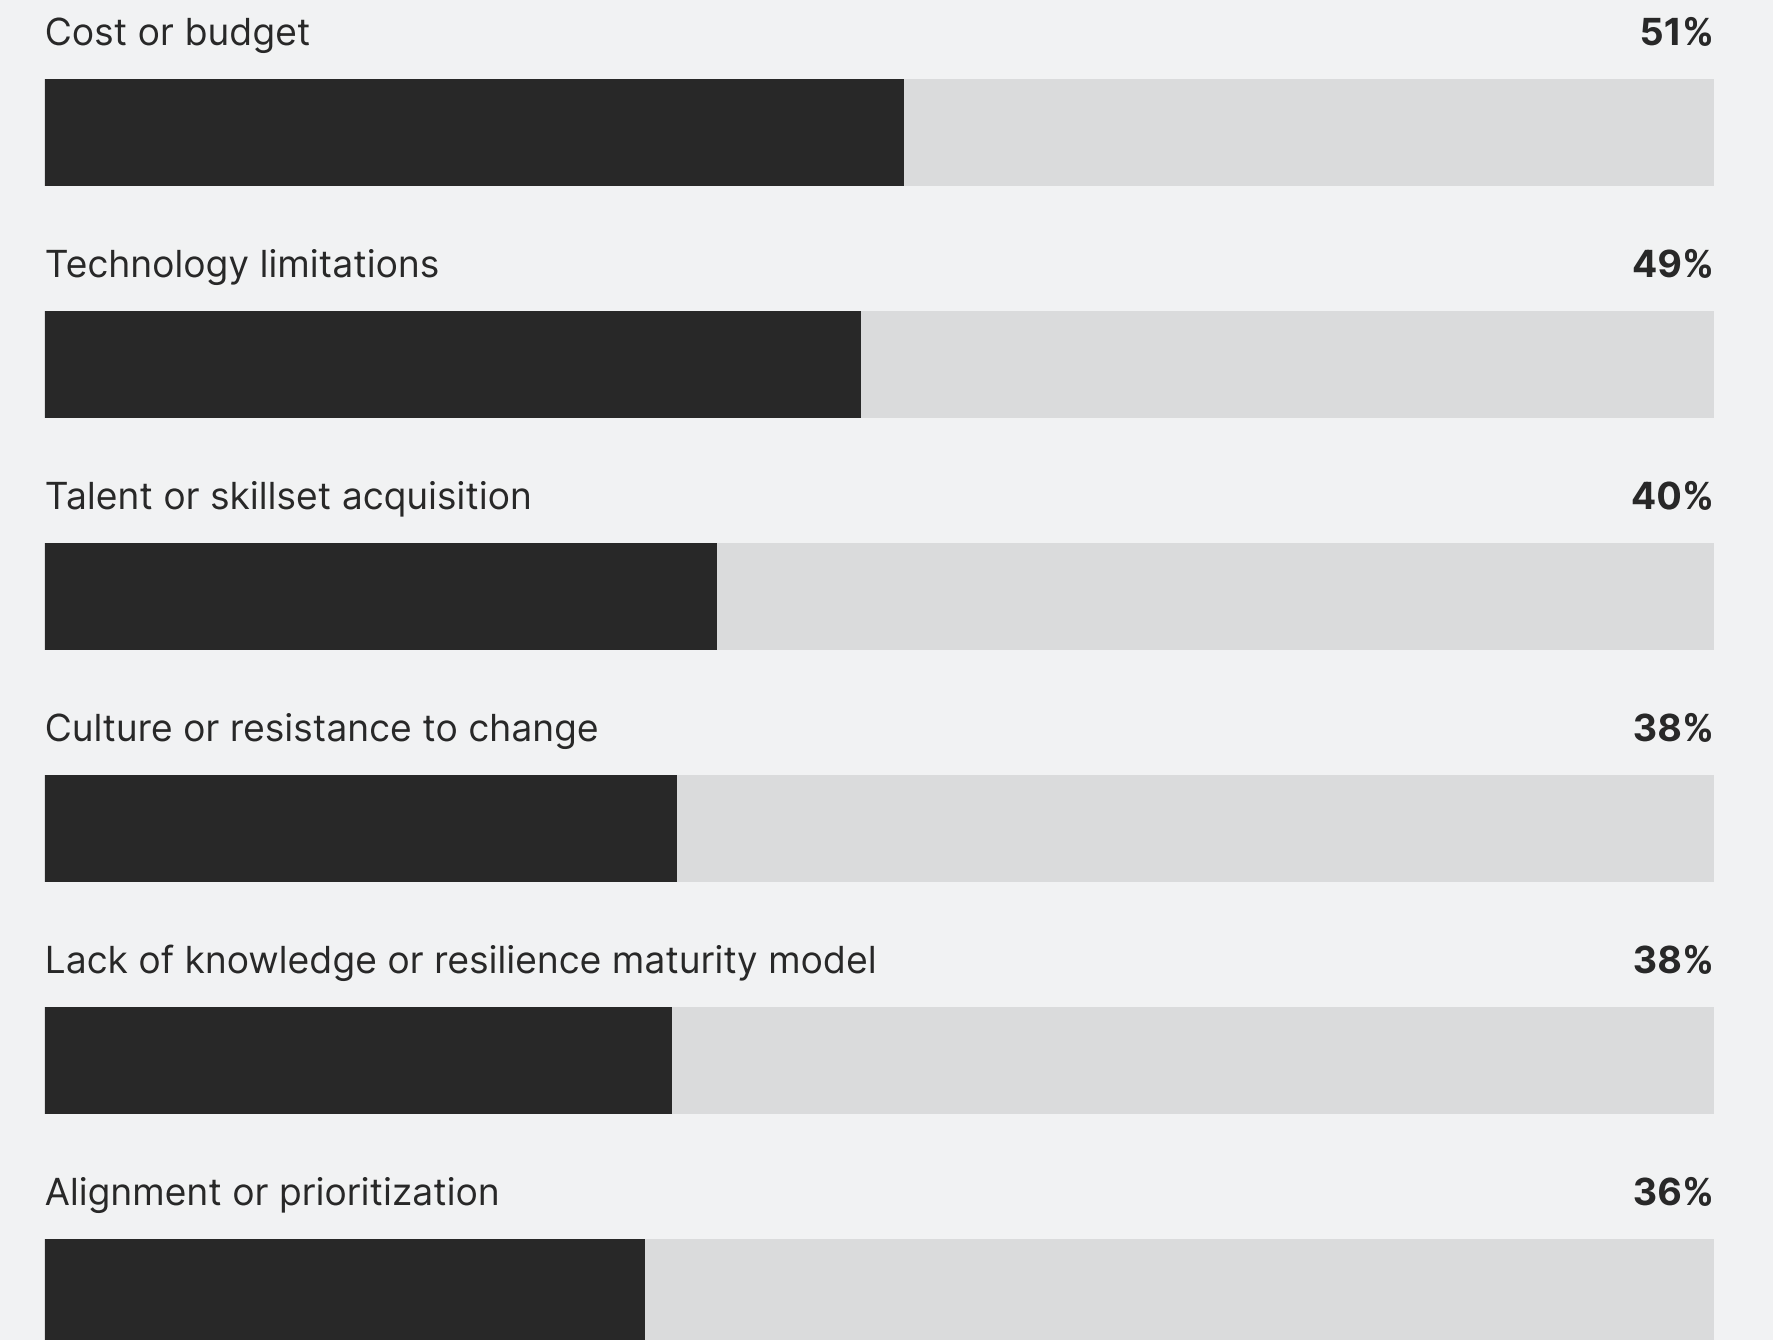 Cost or budget 51%
Technology limitations 49%
Talent or skillset acquisition 40%
Culture or resistance to change 38%
Lack of knowledge or resilience maturity model 38%
Alignment or prioritization 36%